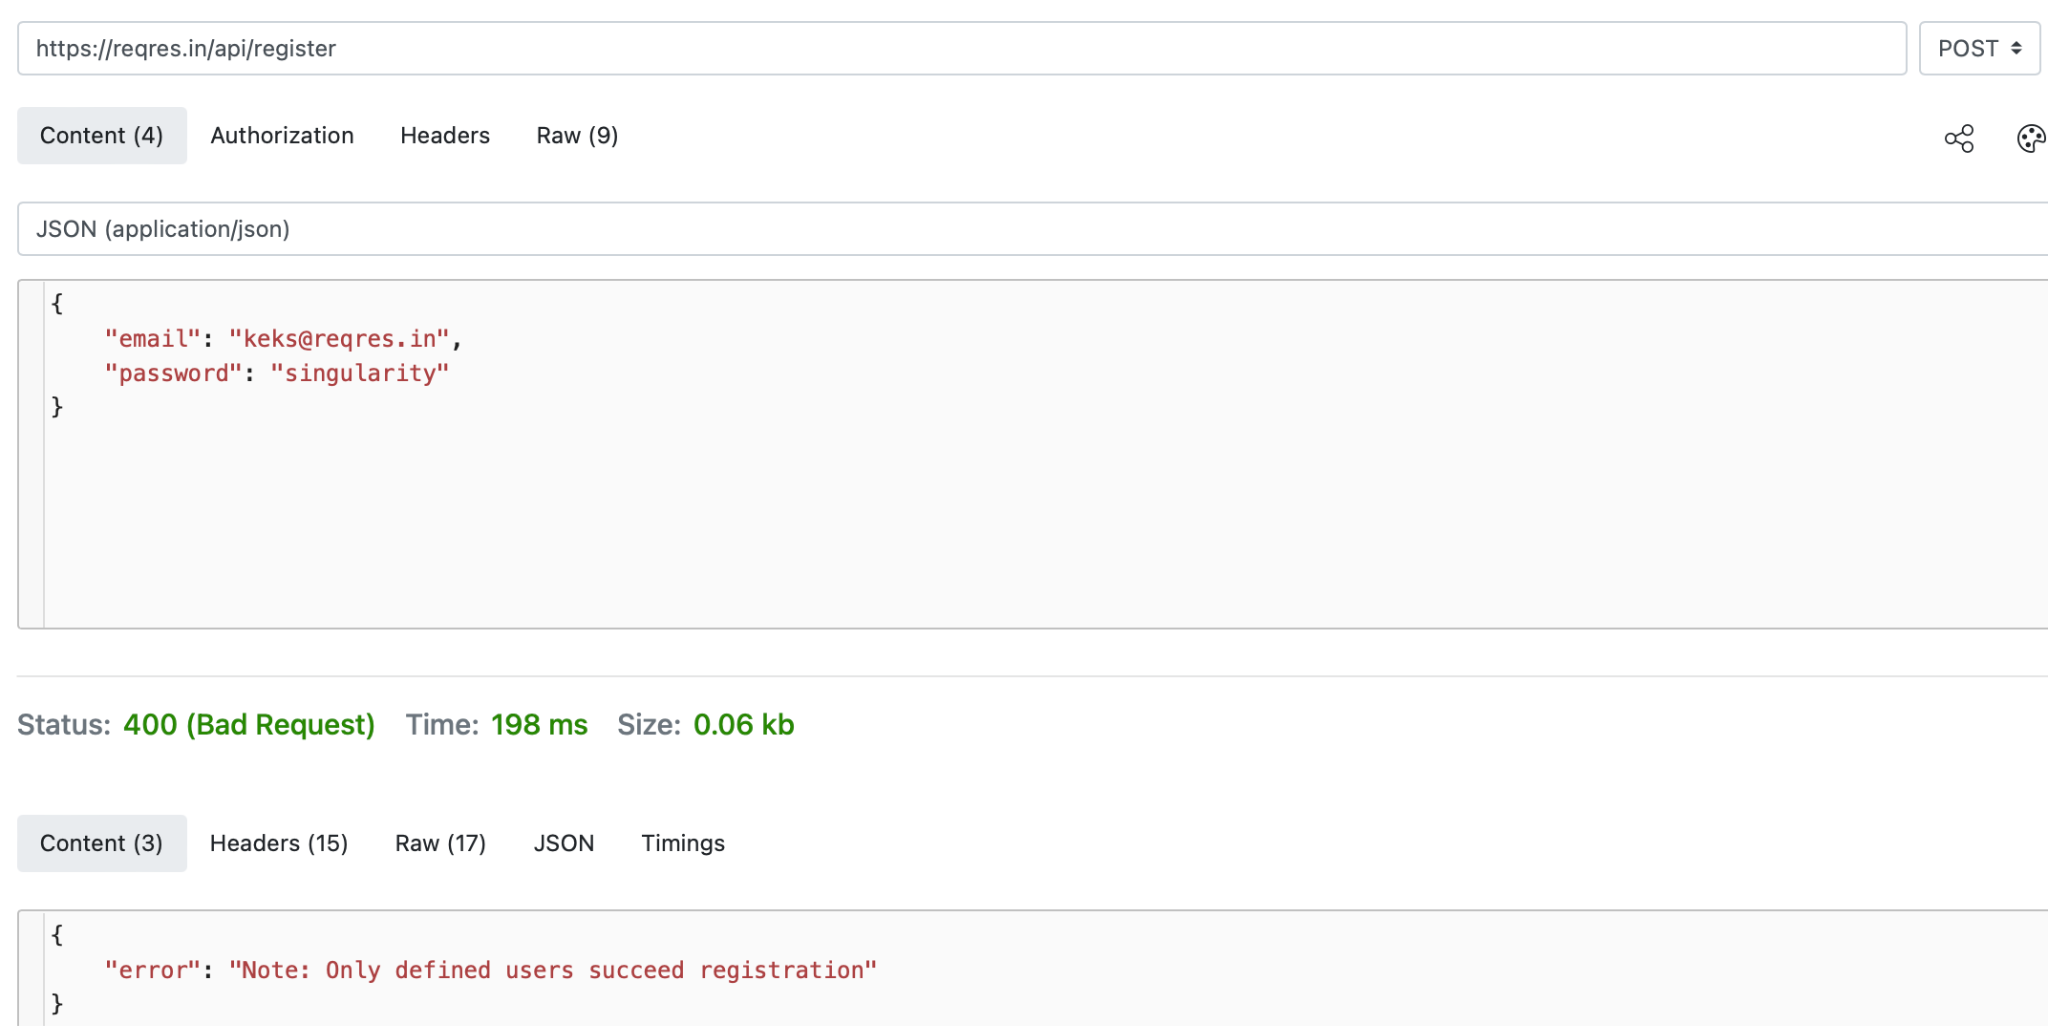 https://reqres.in/api/register POST
Content (4) Authorization Headers Raw (9)
JSON (application/json)
{
"email": "keks@reqres.in",
"password": "singularity"
}
Status: 400 (Bad Request) Time: 198 ms Size: 0.06 kb
Content (3) Headers (15) Raw (17) JSON Timings
{
"error": "Note: Only defined users succeed registration"
}